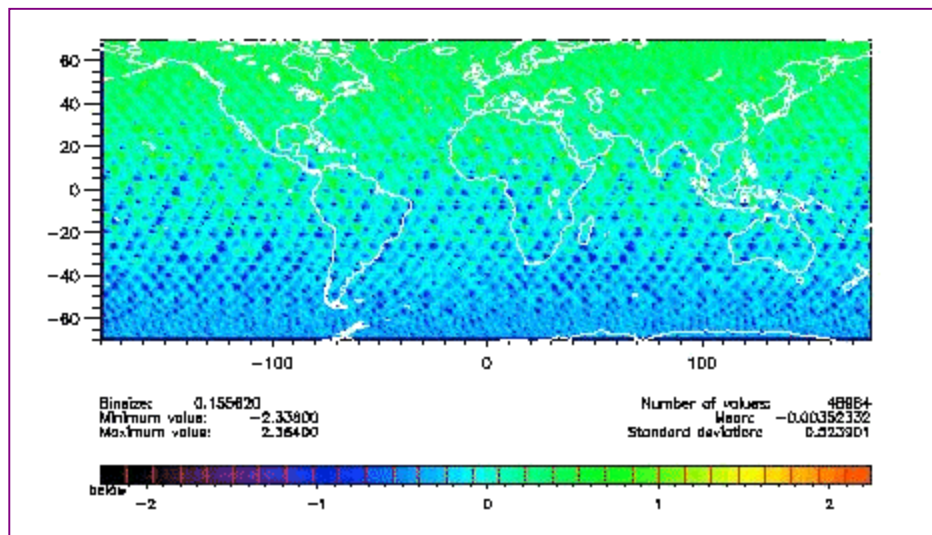 60
40
20
0
−20
−40
−60
−100 0 100
Binsize: 0.155620
Minimum value: −2.33800
Maximum value: 2.36400
Number of values: 48984
Mean: −0.00352332
Standard deviation: 0.523901
below
−2 −1 0 1 2